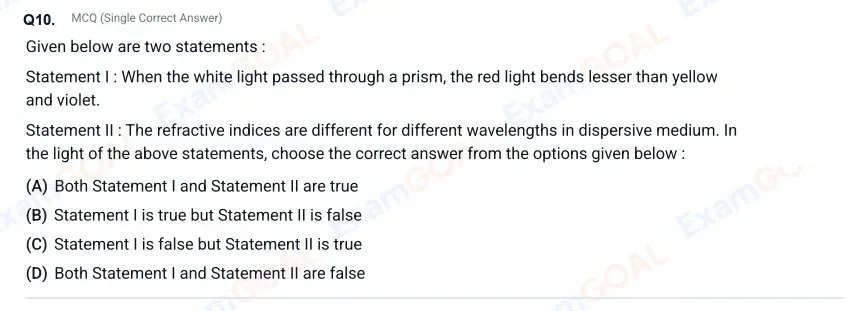 Q10. MCQ (Single Correct Answer)
Given below are two statements :
Statement I : When the white light passed through a prism, the red light bends lesser than yellow
and violet.
Statement II : The refractive indices are different for different wavelengths in dispersive medium. In
the light of the above statements, choose the correct answer from the options given below :
(A) Both Statement I and Statement II are true
(B) Statement I is true but Statement II is false
(C) Statement I is false but Statement II is true
(D) Both Statement I and Statement II are false